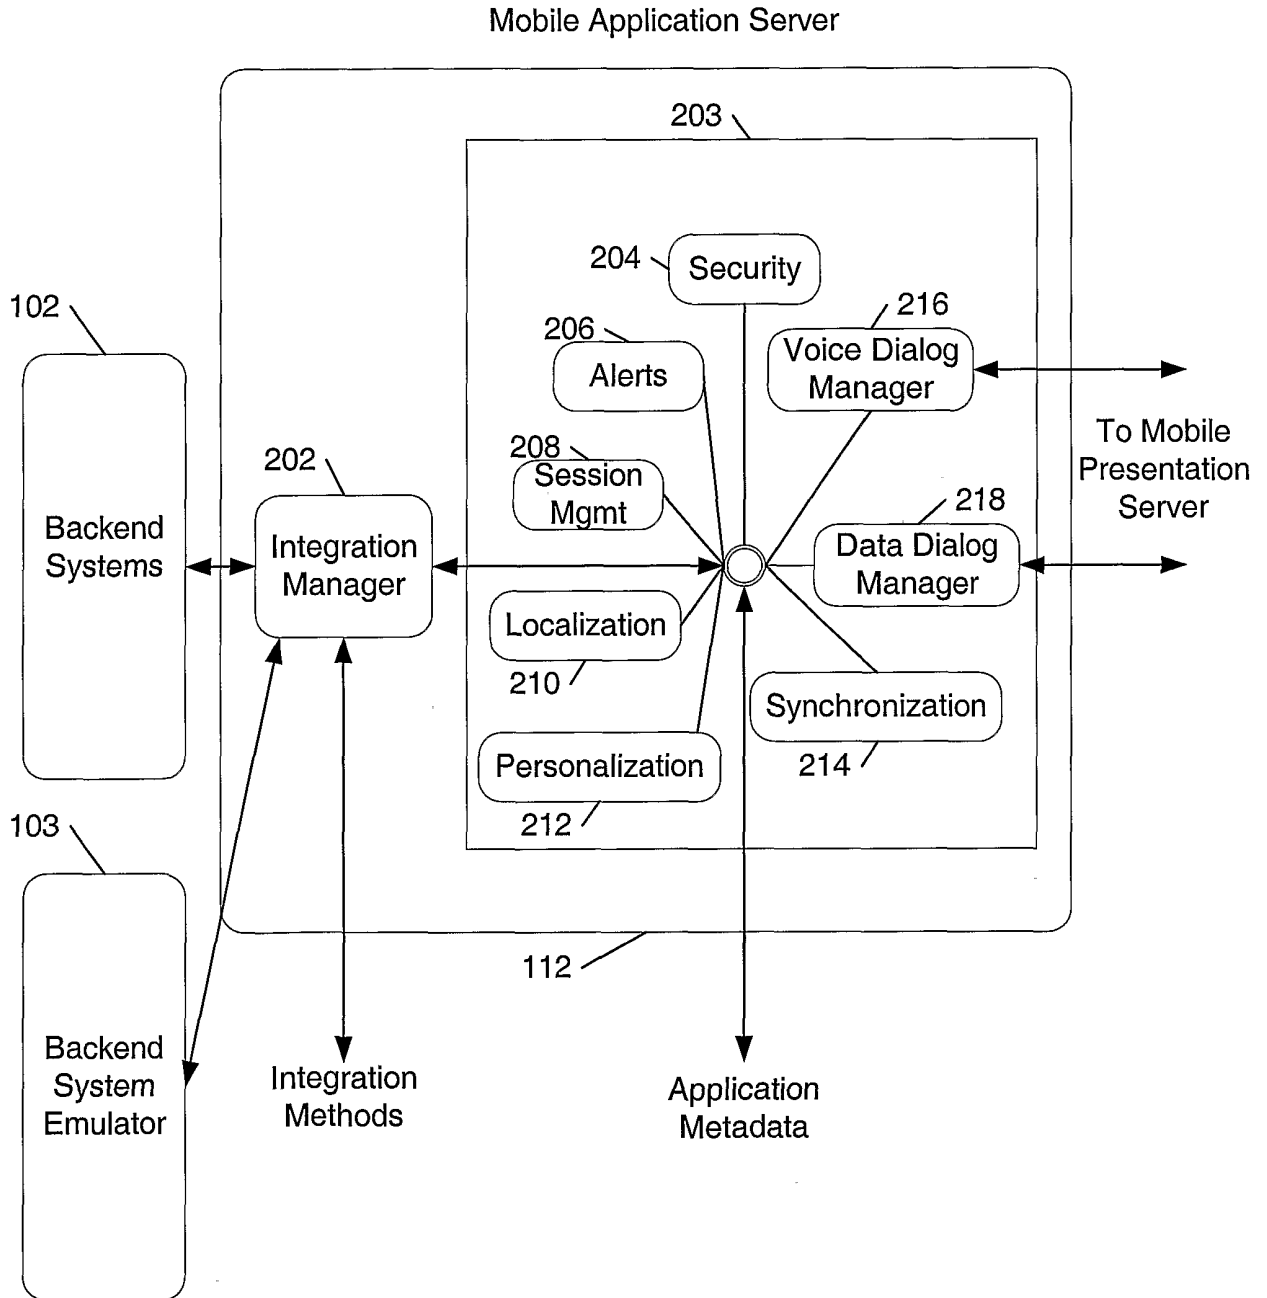 Mobile Application Server
203
204
Security
102
206
216
Alerts
Voice Dialog
Manager
To Mobile
Presentation
Server
202
208
Session
Mgmt
218
Backend
Systems
Integration
Manager
Data Dialog
Manager
Localization
210
Synchronization
214
Personalization
212
103
112
Backend
System
Emulator
Integration
Methods
Application
Metadata